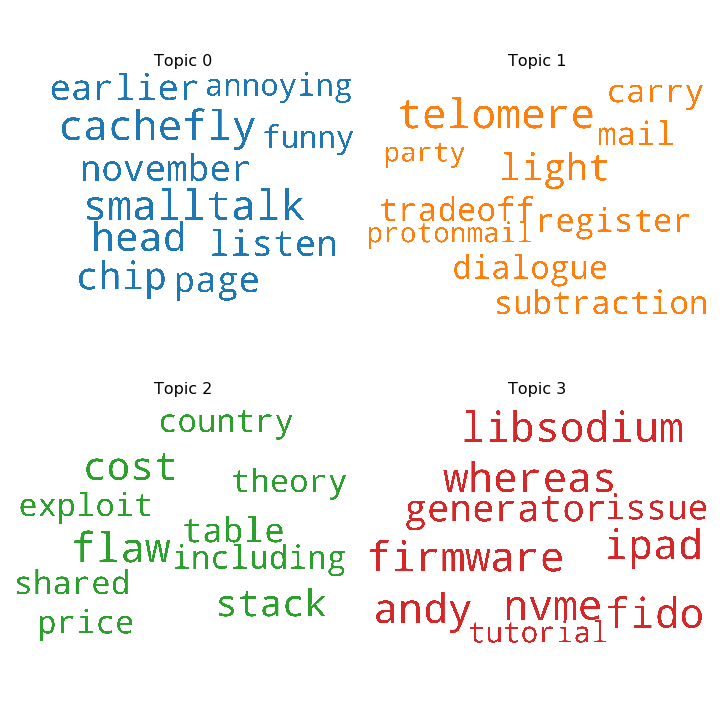 Topic 0
earlier
annoying
cachefly
funny
november
smalltalk
head
listen
chip
page
Topic 1
carry
telomere
mail
party
light
tradeoff
register
protonmail
dialogue
subtraction
Topic 2
country
cost
theory
exploit
table
flaw
including
shared
stack
price
Topic 3
libsodium
whereas
generator
issue
firmware
ipad
andy
nvme
fido
tutorial